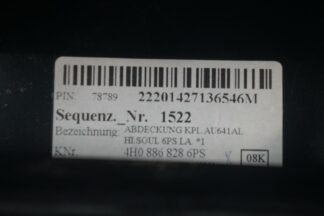 PIN: 78789 22201427136546M
Sequenz._Nr. 1522
Bezeichnung: ABDECKUNG KPL.AU641AL
HI.SOUL 6PS LA. *1
KNr. 4H0 886 828 6PS V 08K